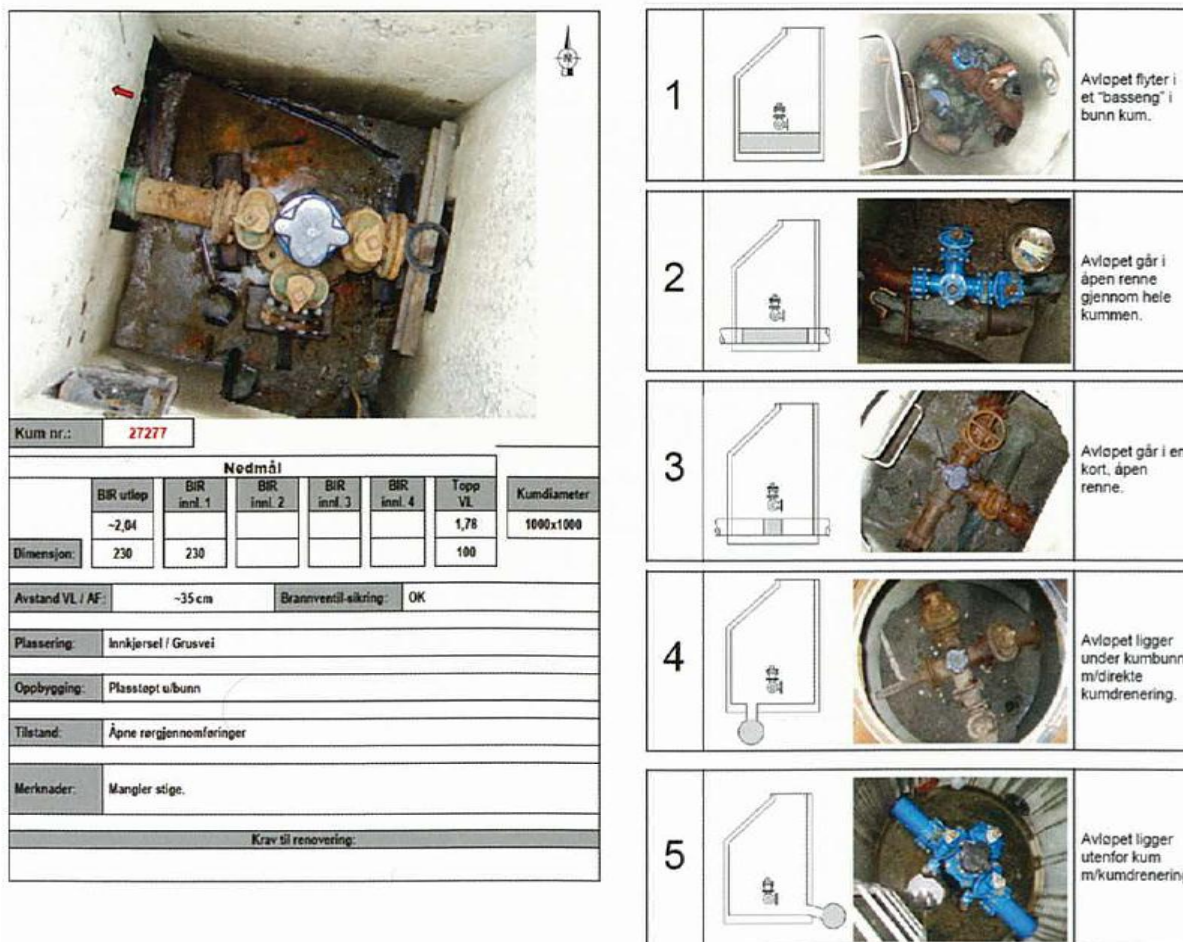 N
Kum nr.: 27277
Nedmål
BIR utløp BIR innl. 1 BIR innl. 2 BIR innl. 3 BIR innl. 4 Topp VL Kumdiameter
~2,04 1,78 1000x1000
Dimensjon: 230 230 100
Avstand VL / AF: ~35 cm Brannventil-sikring: OK
Plassering: Innkjørsel / Grusvei
Oppbygging: Plasstøpt u/bunn
Tilstand: Åpne rørgjennomføringer
Merknader: Mangler stige.
Krav til renovering:
1
Avløpet flyter i
et "basseng" i
bunn kum.
2
Avløpet går i
åpen renne
gjennom hele
kummen.
3
Avløpet går i en
kort, åpen
renne.
4
Avløpet ligger
under kumbunn
m/direkte
kumdrenering.
5
Avløpet ligger
utenfor kum
m/kumdrenering